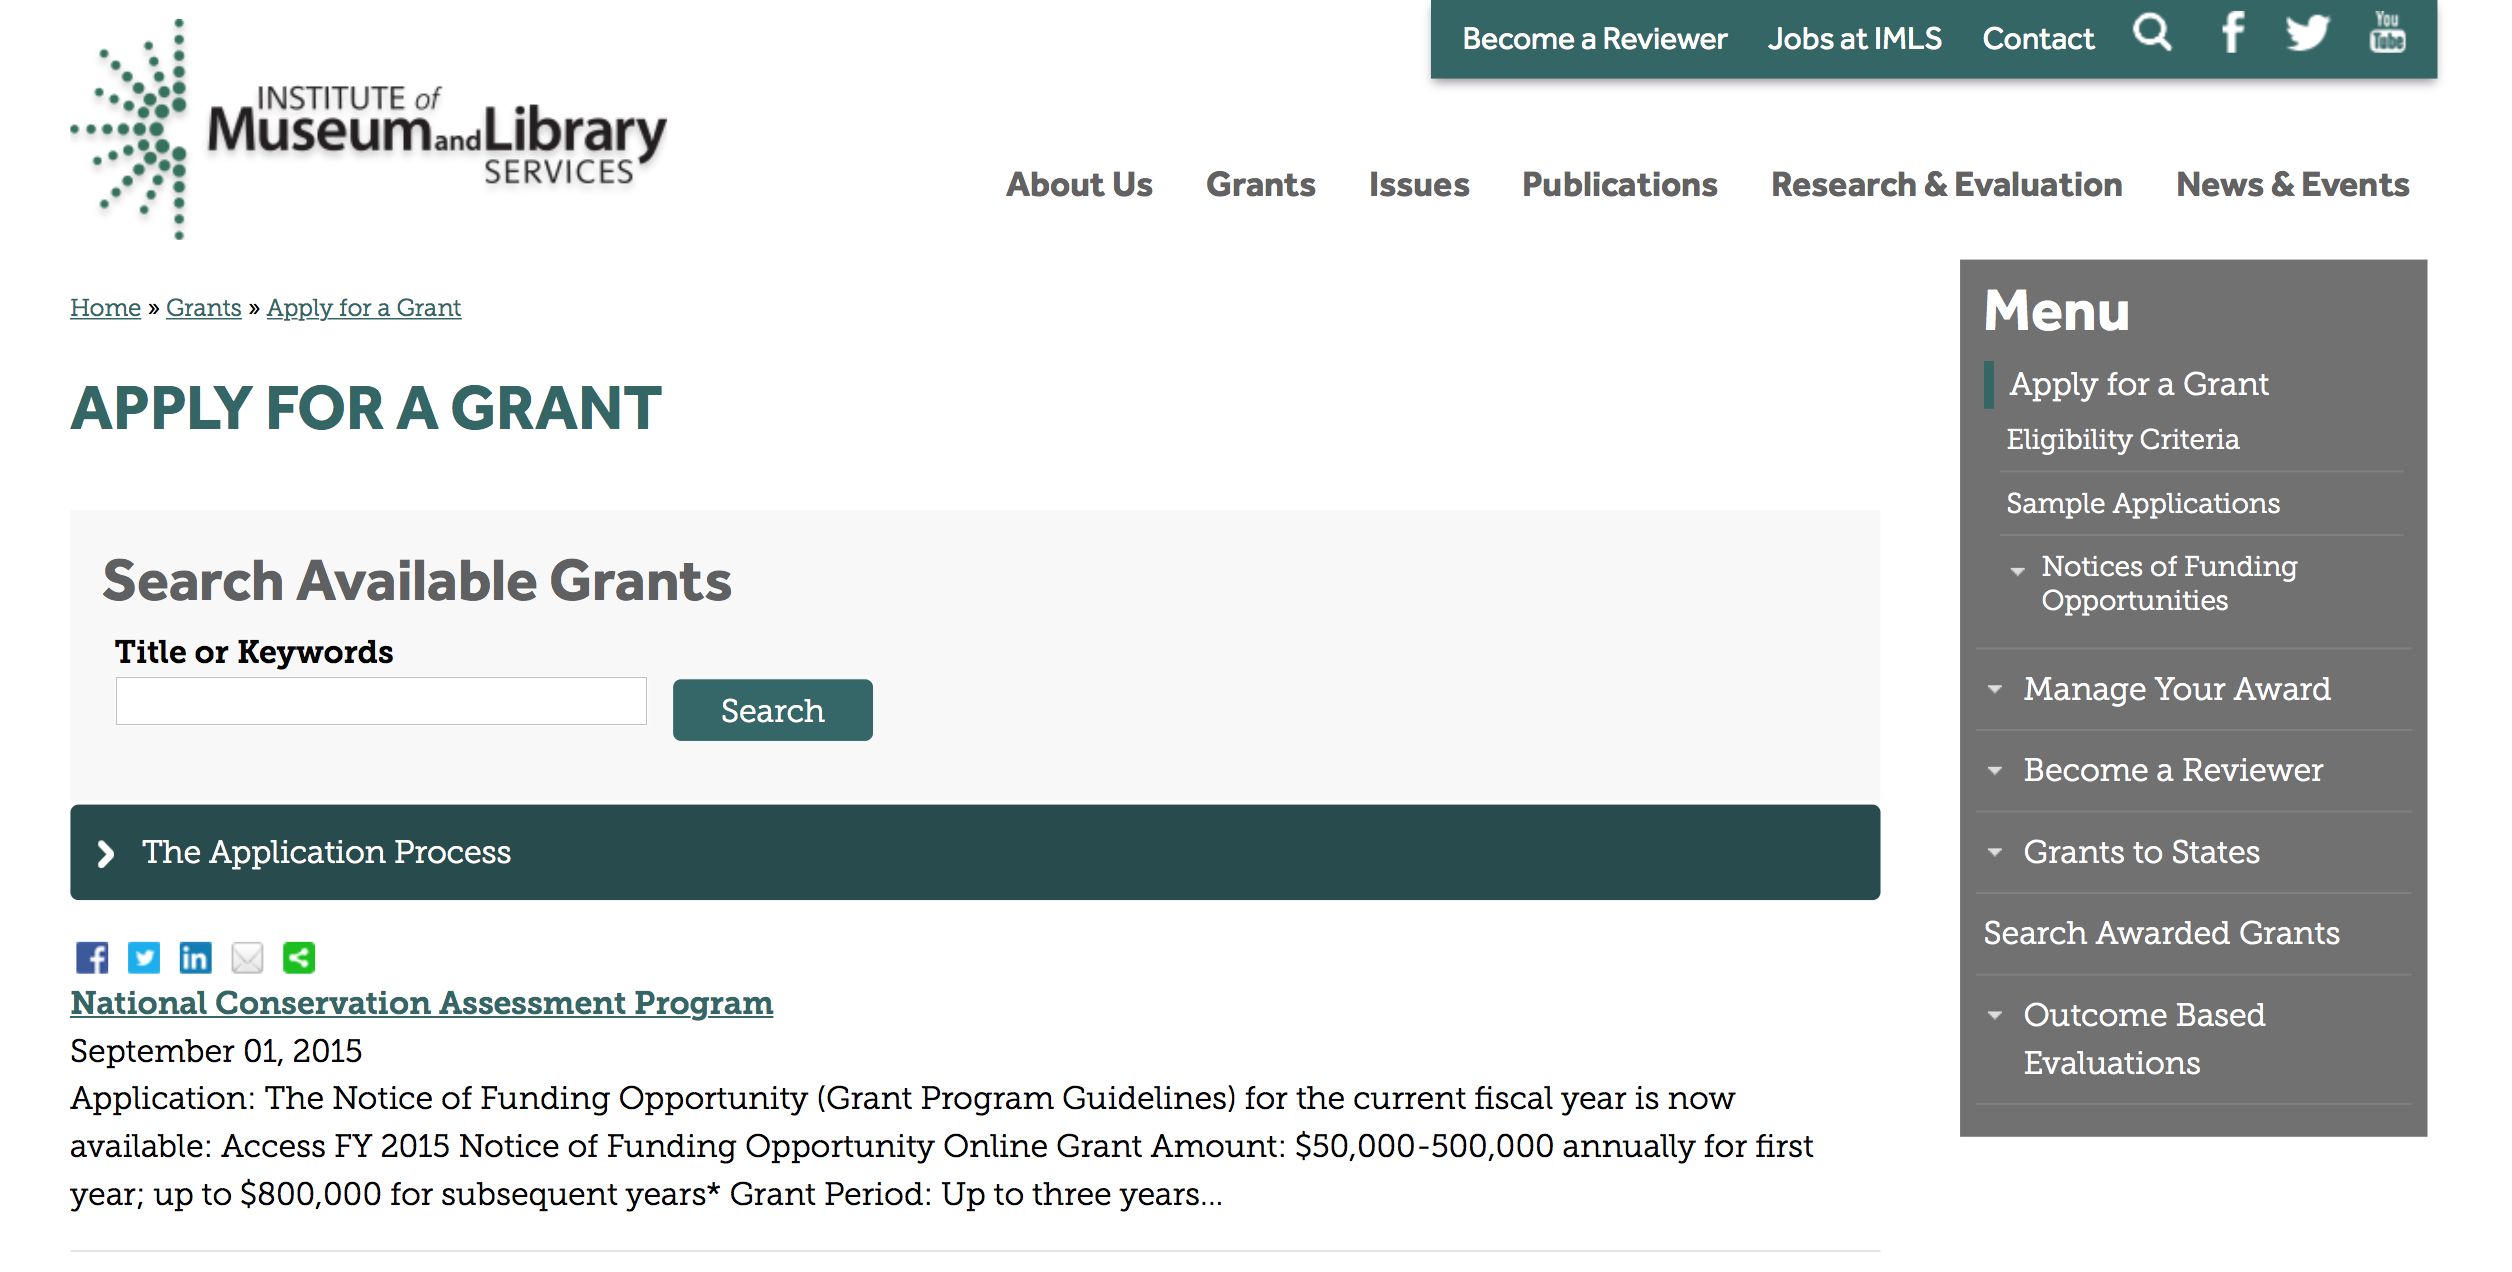 Become a Reviewer Jobs at IMLS Contact
You
Tube
INSTITUTE of
Museum and Library
SERVICES
About Us Grants Issues Publications Research & Evaluation News & Events
Home » Grants » Apply for a Grant
APPLY FOR A GRANT
Search Available Grants
Title or Keywords
Search
The Application Process
National Conservation Assessment Program
September 01, 2015
Application: The Notice of Funding Opportunity (Grant Program Guidelines) for the current fiscal year is now
available: Access FY 2015 Notice of Funding Opportunity Online Grant Amount: $50,000-500,000 annually for first
year; up to $800,000 for subsequent years* Grant Period: Up to three years...
Menu
Apply for a Grant
Eligibility Criteria
Sample Applications
Notices of Funding
Opportunities
Manage Your Award
Become a Reviewer
Grants to States
Search Awarded Grants
Outcome Based
Evaluations